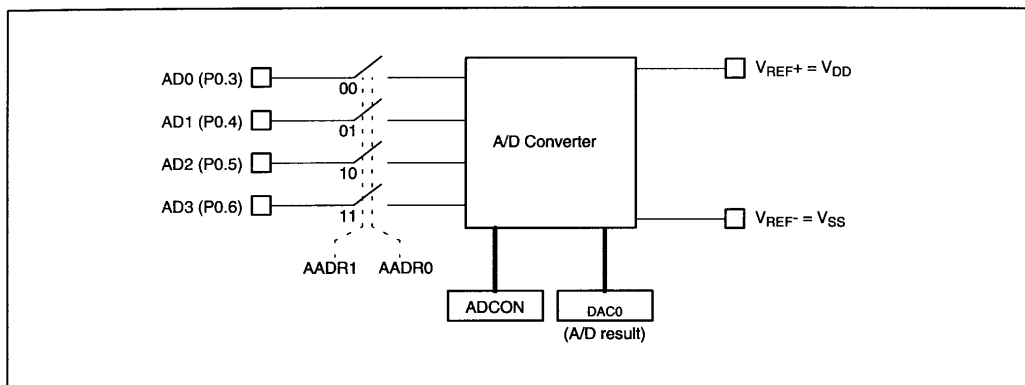 AD0 (P0.3)
00
AD1 (P0.4)
01
AD2 (P0.5)
10
AD3 (P0.6)
11
AADR1 AADR0
A/D Converter
VREF+ = VDD
VREF- = VSS
ADCON
DAC0
(A/D result)